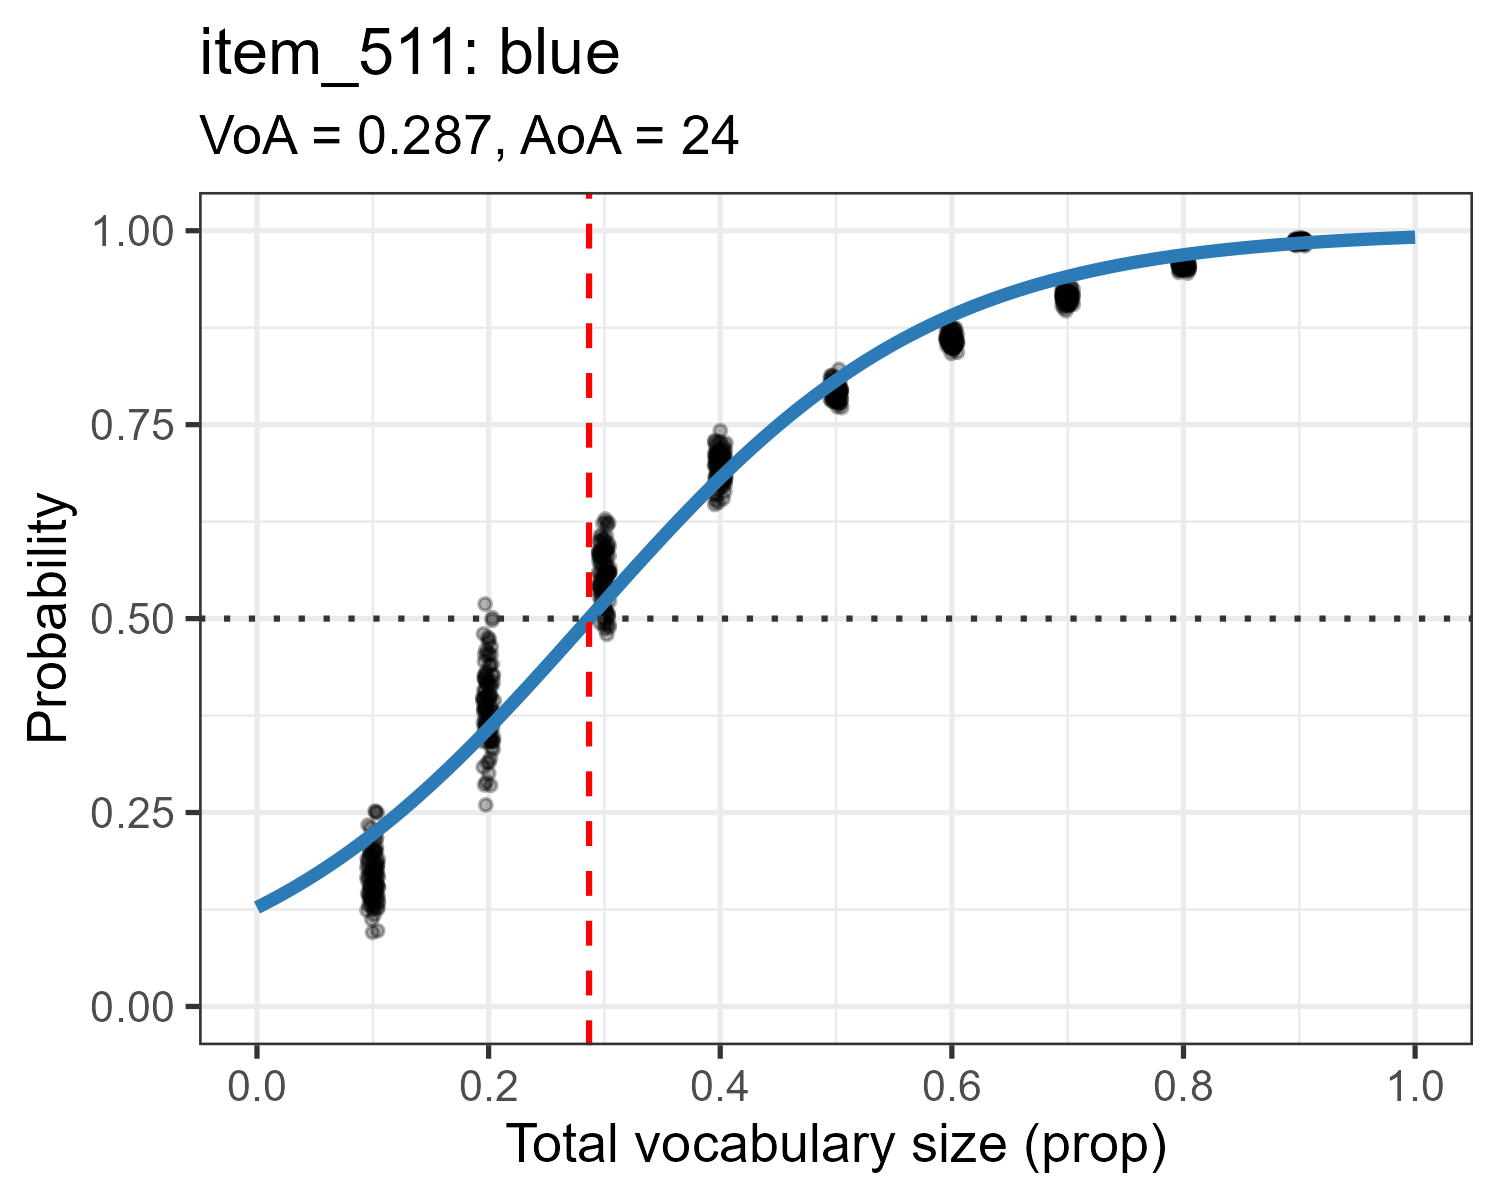 item_511: blue
VoA = 0.287, AoA = 24
1.00
0.75
0.50
0.25
0.00
Probability
0.0 0.2 0.4 0.6 0.8 1.0
Total vocabulary size (prop)